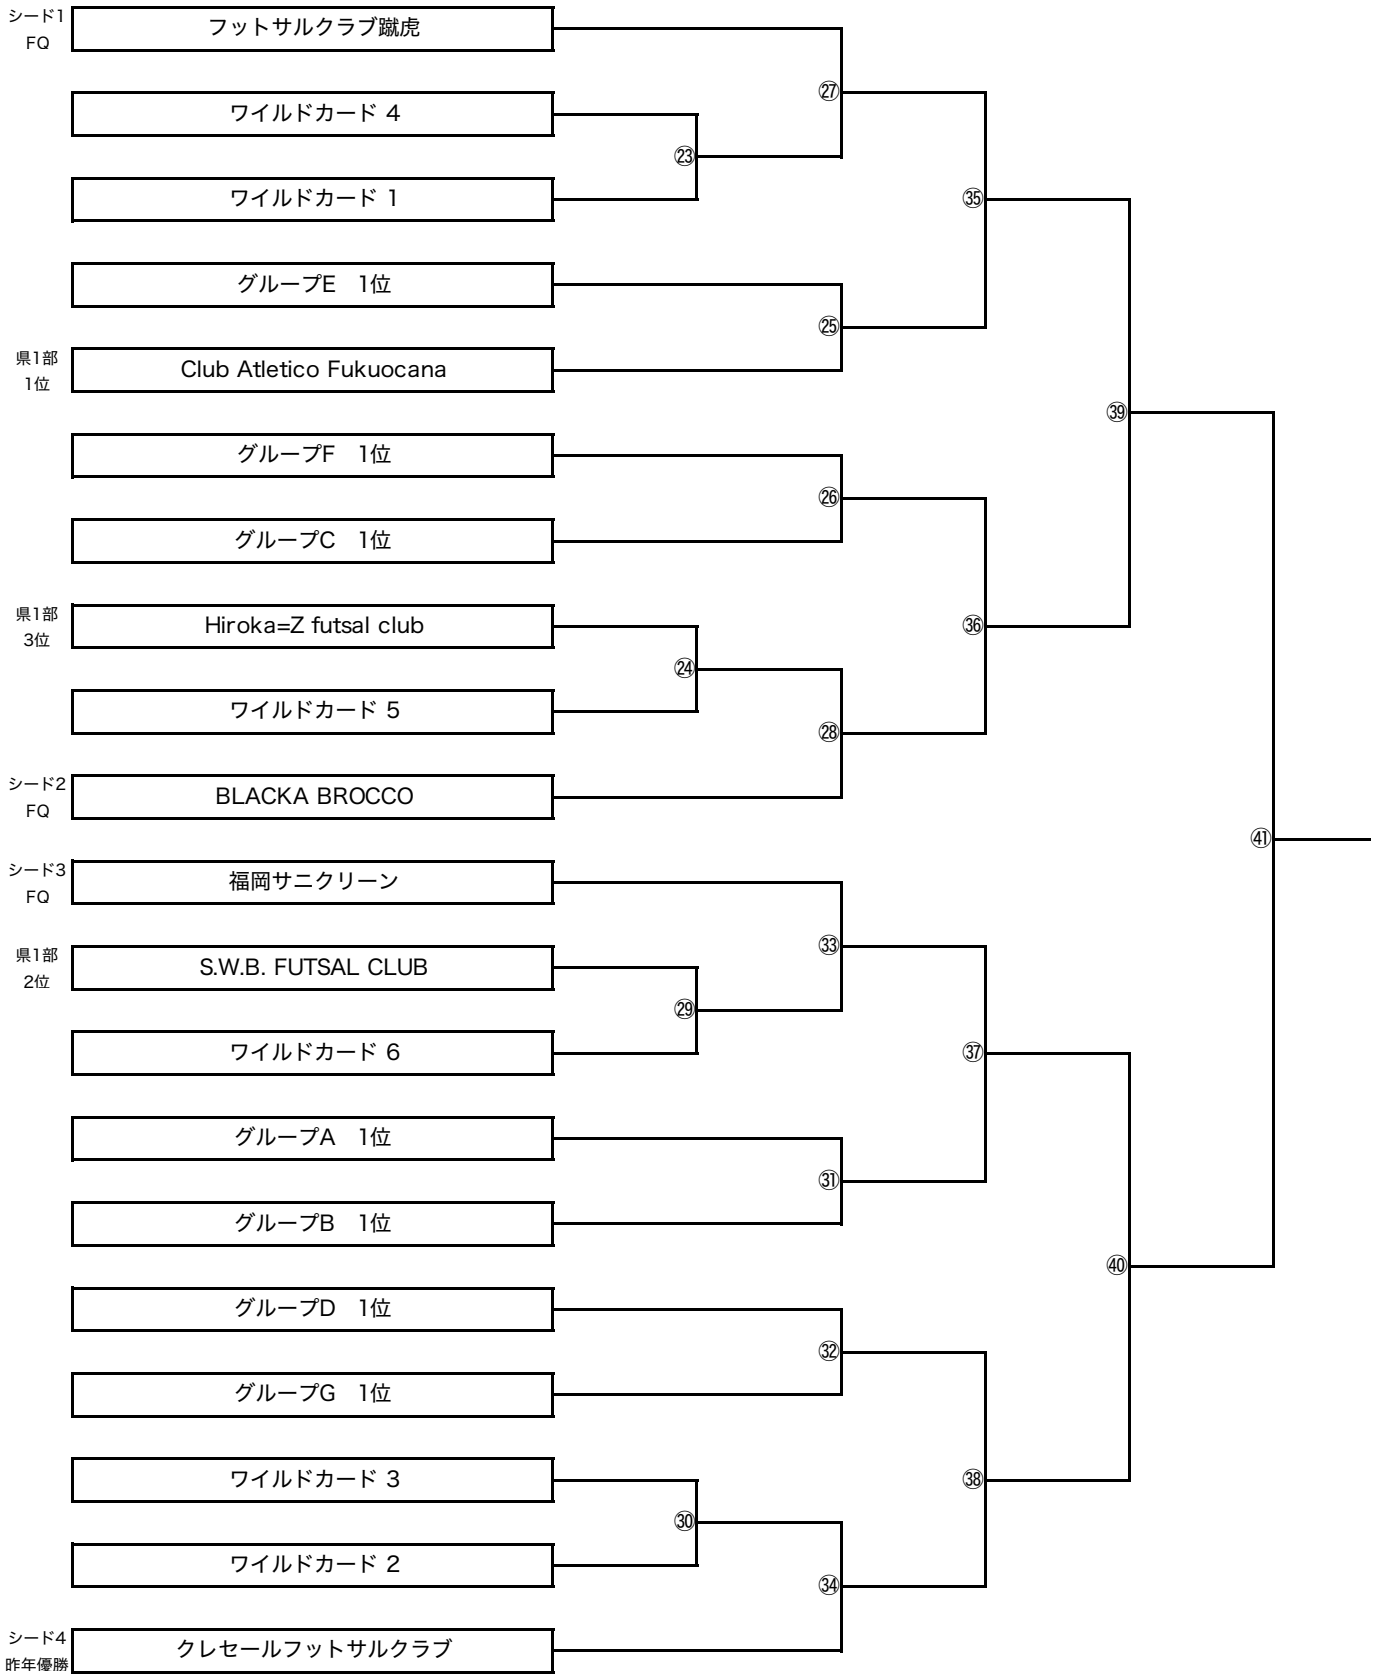 シード1
FQ
フットサルクラブ蹴虎
㉗
ワイルドカード 4
㉓
ワイルドカード 1
㉟
グループE　1位
㉕
県1部
1位
Club Atletico Fukuocana
㊴
グループF　1位
㉖
グループC　1位
県1部
3位
Hiroka=Z futsal club
㊱
㉔
ワイルドカード 5
㉘
シード2
FQ
BLACKA BROCCO
㊶
シード3
FQ
福岡サニクリーン
㉝
県1部
2位
S.W.B. FUTSAL CLUB
㉙
ワイルドカード 6
㊲
グループA　1位
㉛
グループB　1位
㊵
グループD　1位
㉜
グループG　1位
ワイルドカード 3
㊳
㉚
ワイルドカード 2
㉞
シード4
昨年優勝
クレセールフットサルクラブ